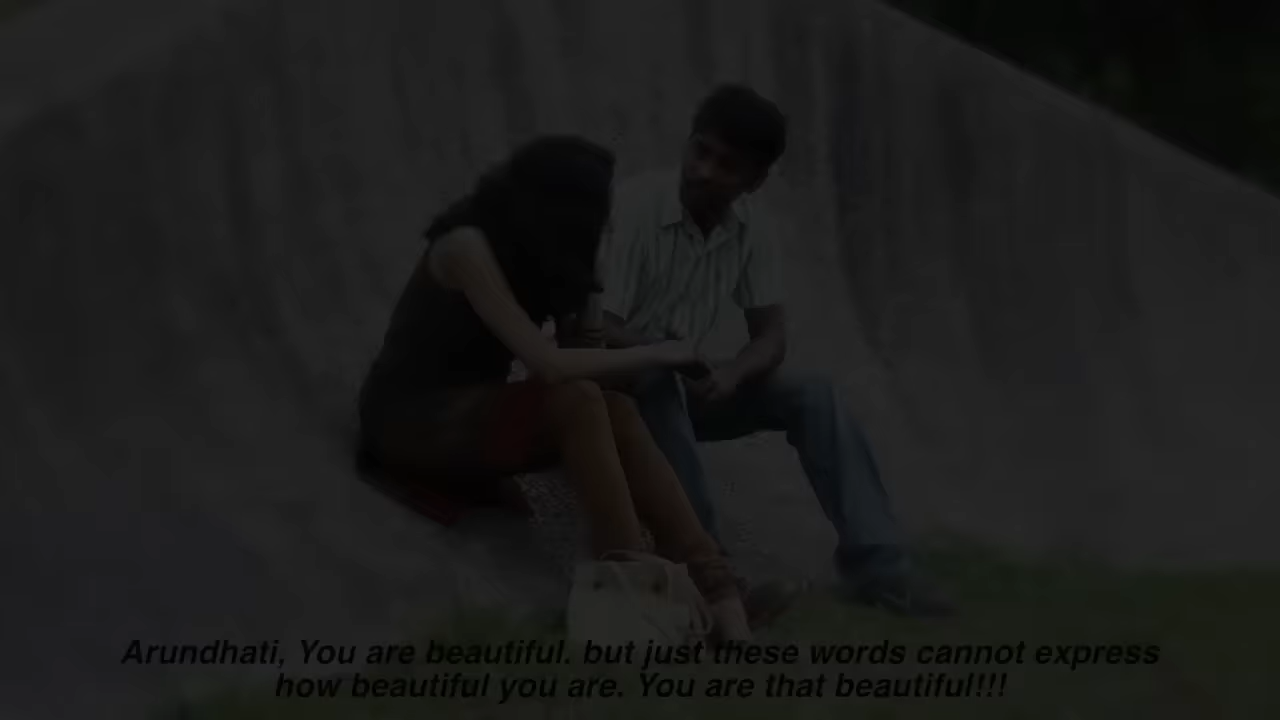 Arundhati, You are beautiful. but just these words cannot express
how beautiful you are. You are that beautiful!!!